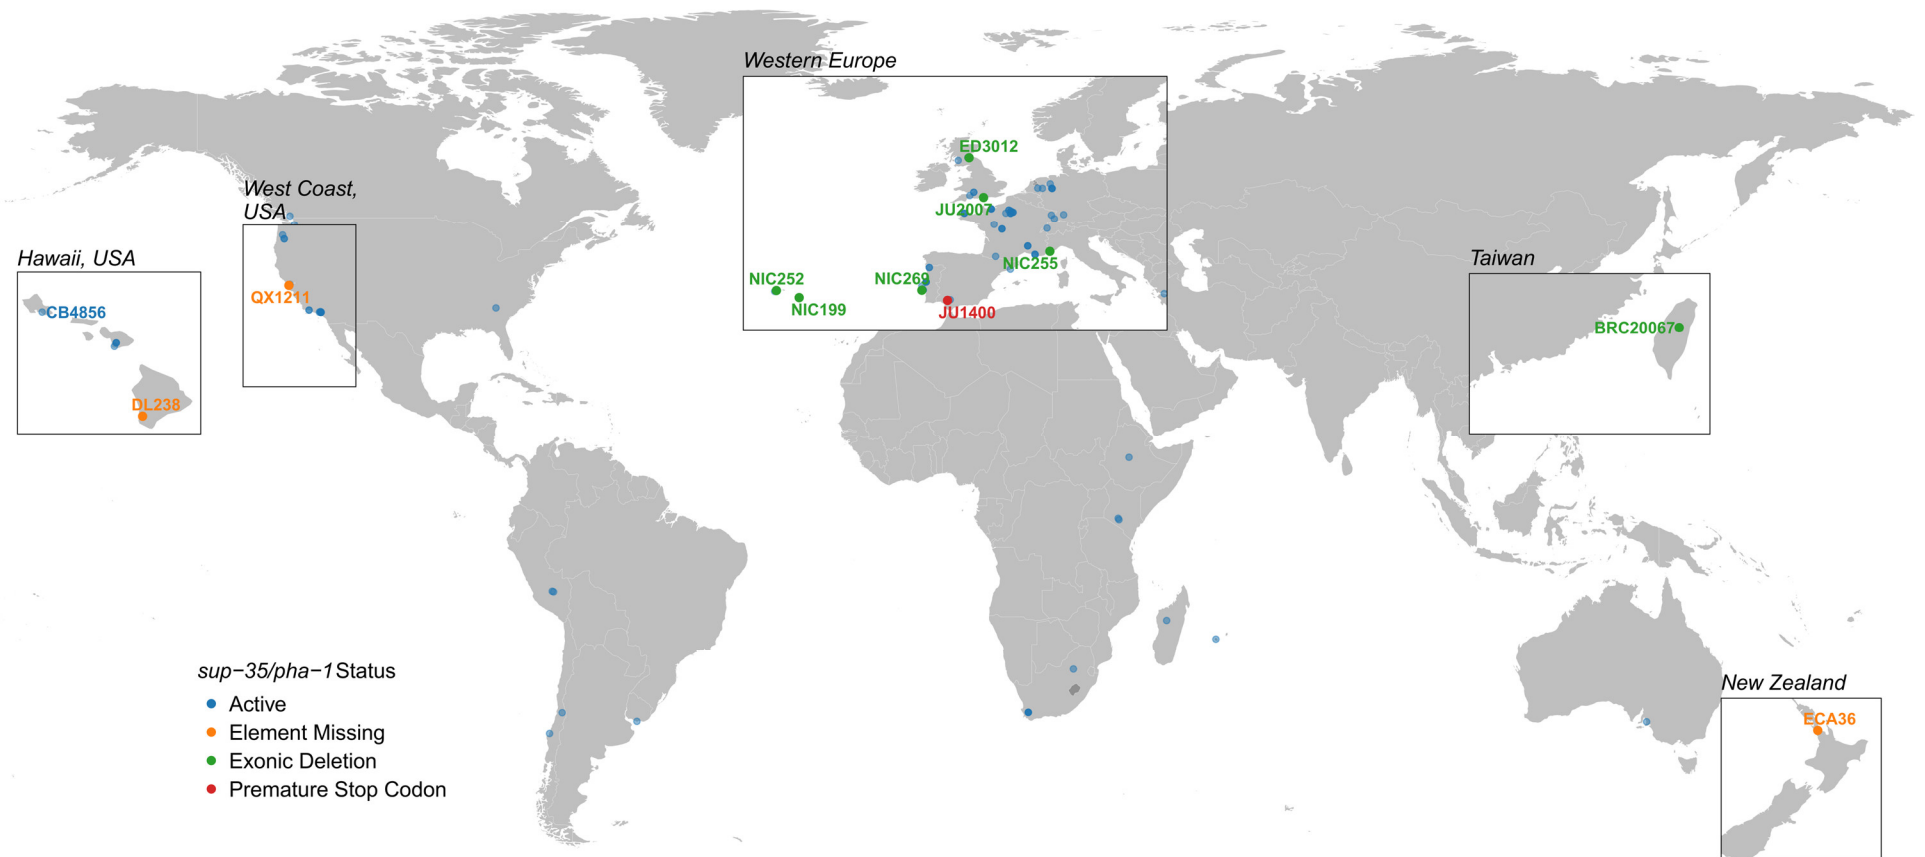 Western Europe
ED3012
JU2007
NIC255
NIC252
NIC199
NIC269
JU1400
West Coast,
USA
QX1211
Hawaii, USA
CB4856
DL238
Taiwan
BRC20067
New Zealand
ECA36
sup−35/pha−1 Status
Active
Element Missing
Exonic Deletion
Premature Stop Codon